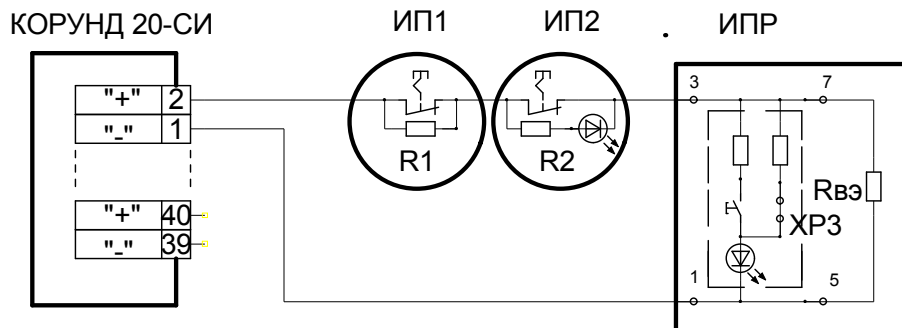 КОРУНД 20-СИ
ИП1
ИП2
ИПР
"+" 2
"-" 1
"+" 40
"-" 39
R1
R2
3
7
Rвэ
ХР3
1
5